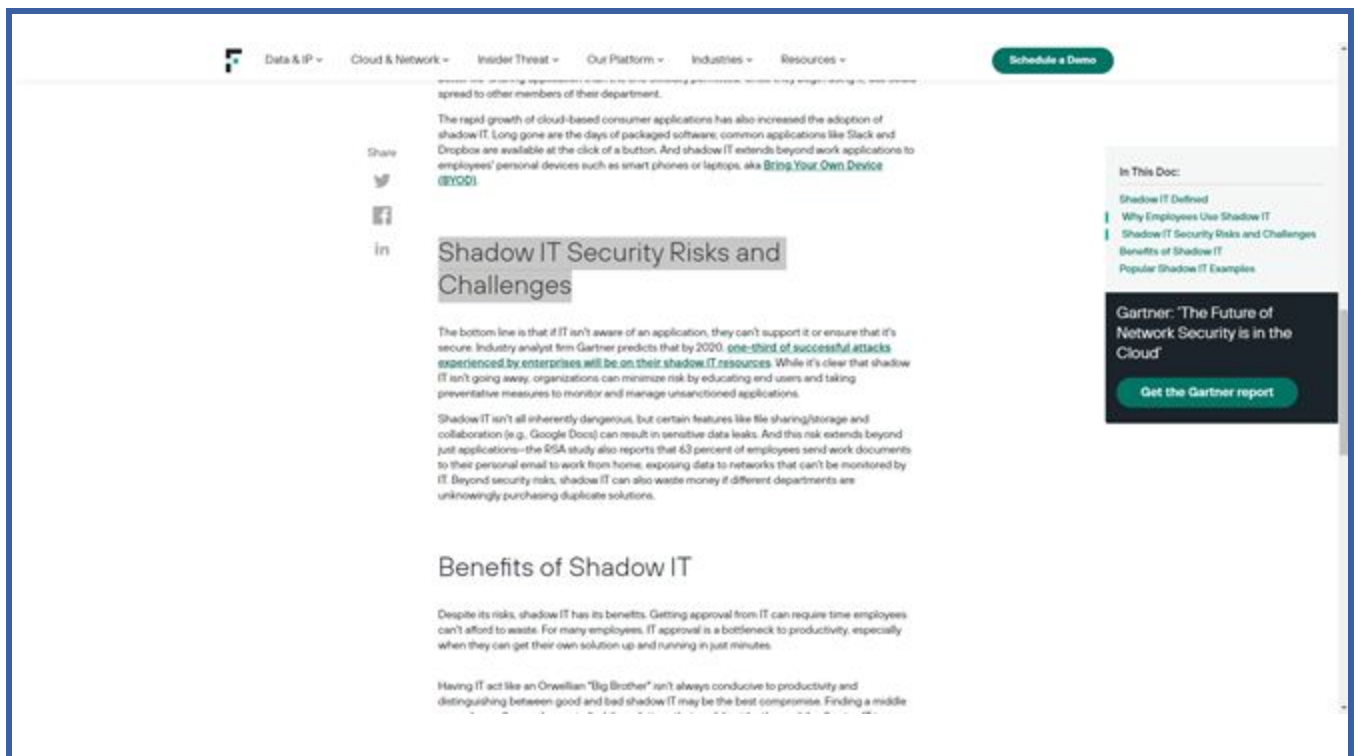 Data & IP
Cloud & Network
Insider Threat
Our Platform
Industries
Resources
Schedule a Demo
spread to other members of their department.
The rapid growth of cloud-based consumer applications has also increased the adoption of
shadow IT. Long gone are the days of packaged software; common applications like Slack and
Dropbox are available at the click of a button. And shadow IT extends beyond work applications to
employees' personal devices such as smart phones or laptops, aka Bring Your Own Device
(BYOD).
Share
in
Shadow IT Security Risks and
Challenges
The bottom line is that if IT isn't aware of an application, they can't support it or ensure that it's
secure. Industry analyst firm Gartner predicts that by 2020, one-third of successful attacks
experienced by enterprises will be on their shadow IT resources. While it's clear that shadow
IT isn't going away, organizations can minimize risk by educating end users and taking
preventative measures to monitor and manage unsanctioned applications.
Shadow IT isn't all inherently dangerous, but certain features like file sharing/storage and
collaboration (e.g., Google Docs) can result in sensitive data leaks. And this risk extends beyond
just applications—the RSA study also reports that 63 percent of employees send work documents
to their personal email to work from home, exposing data to networks that can't be monitored by
IT. Beyond security risks, shadow IT can also waste money if different departments are
unknowingly purchasing duplicate solutions.
Benefits of Shadow IT
Despite its risks, shadow IT has its benefits. Getting approval from IT can require time employees
can't afford to waste. For many employees, IT approval is a bottleneck to productivity, especially
when they can get their own solution up and running in just minutes.
Having IT act like an Orwellian "Big Brother" isn't always conducive to productivity and
distinguishing between good and bad shadow IT may be the best compromise. Finding a middle
In This Doc:
Shadow IT Defined
Why Employees Use Shadow IT
Shadow IT Security Risks and Challenges
Benefits of Shadow IT
Popular Shadow IT Examples
Gartner: 'The Future of
Network Security is in the
Cloud'
Get the Gartner report